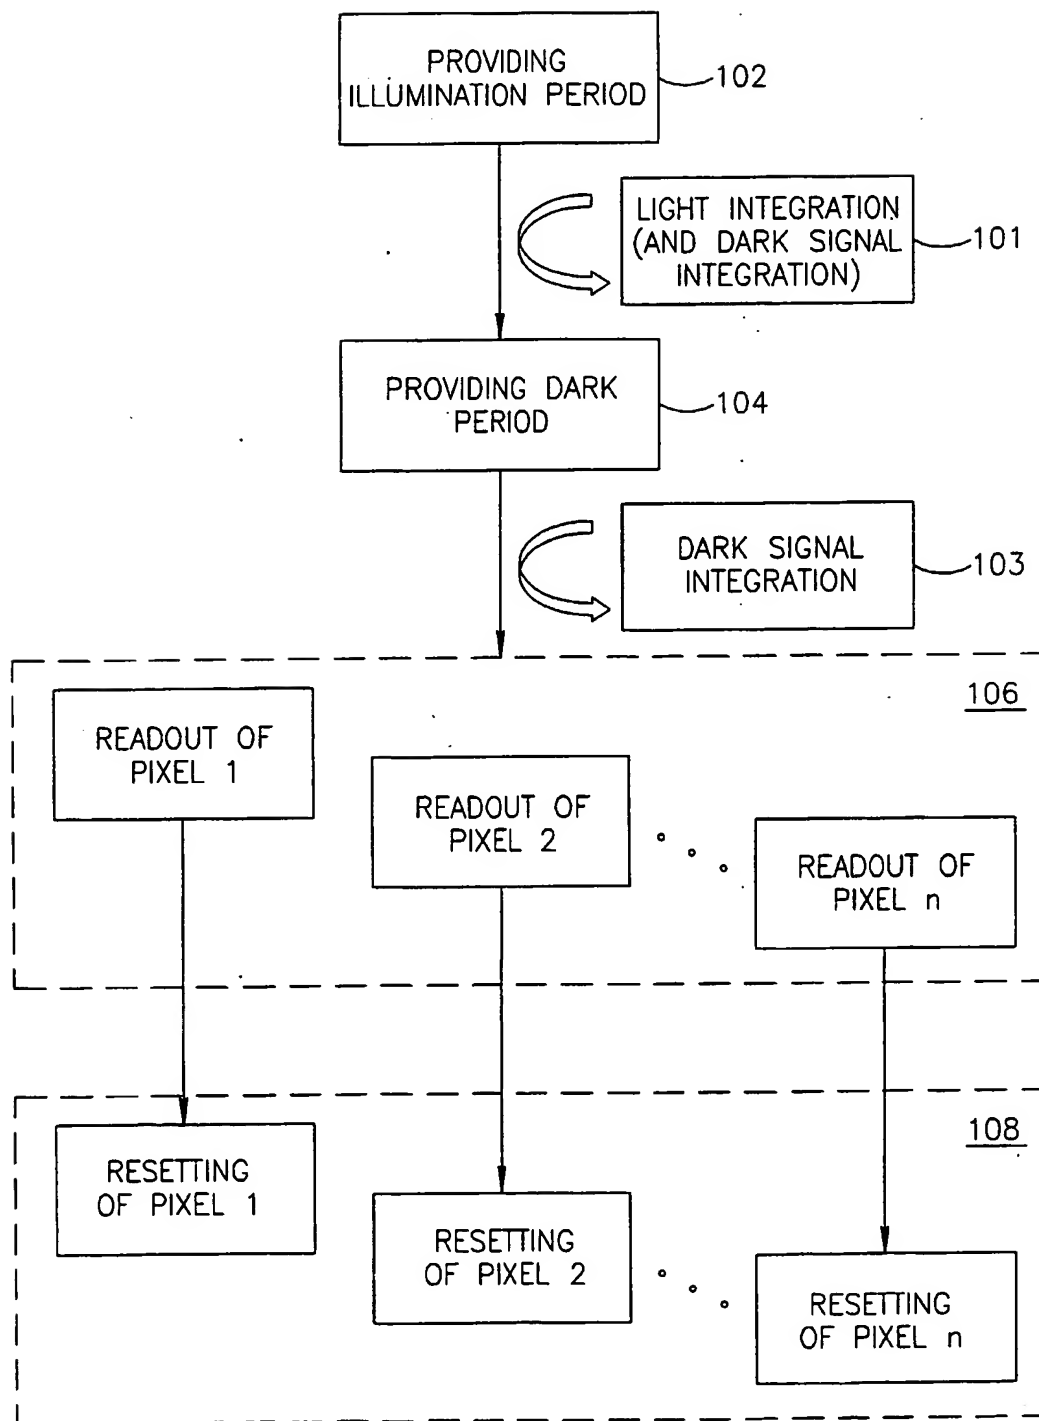 PROVIDING
ILLUMINATION PERIOD
102
LIGHT INTEGRATION
(AND DARK SIGNAL
INTEGRATION)
101
PROVIDING DARK
PERIOD
104
DARK SIGNAL
INTEGRATION
103
106
READOUT OF
PIXEL 1
READOUT OF
PIXEL 2
READOUT OF
PIXEL n
108
RESETTING
OF PIXEL 1
RESETTING
OF PIXEL 2
RESETTING
OF PIXEL n